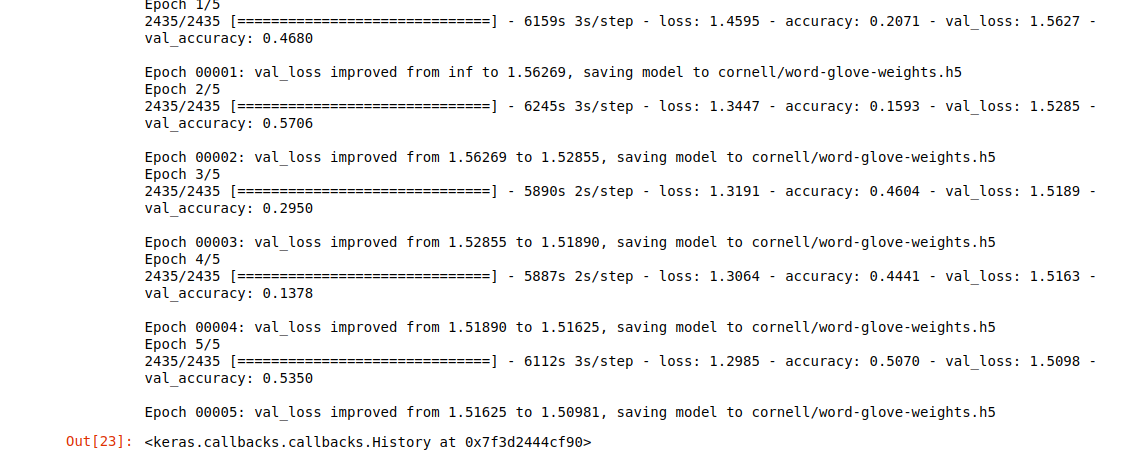 Epoch 1/5
2435/2435 [==============================] - 6159s 3s/step - loss: 1.4595 - accuracy: 0.2071 - val_loss: 1.5627 -
val_accuracy: 0.4680
Epoch 00001: val_loss improved from inf to 1.56269, saving model to cornell/word-glove-weights.h5
Epoch 2/5
2435/2435 [==============================] - 6245s 3s/step - loss: 1.3447 - accuracy: 0.1593 - val_loss: 1.5285 -
val_accuracy: 0.5706
Epoch 00002: val_loss improved from 1.56269 to 1.52855, saving model to cornell/word-glove-weights.h5
Epoch 3/5
2435/2435 [==============================] - 5890s 2s/step - loss: 1.3191 - accuracy: 0.4604 - val_loss: 1.5189 -
val_accuracy: 0.2950
Epoch 00003: val_loss improved from 1.52855 to 1.51890, saving model to cornell/word-glove-weights.h5
Epoch 4/5
2435/2435 [==============================] - 5887s 2s/step - loss: 1.3064 - accuracy: 0.4441 - val_loss: 1.5163 -
val_accuracy: 0.1378
Epoch 00004: val_loss improved from 1.51890 to 1.51625, saving model to cornell/word-glove-weights.h5
Epoch 5/5
2435/2435 [==============================] - 6112s 3s/step - loss: 1.2985 - accuracy: 0.5070 - val_loss: 1.5098 -
val_accuracy: 0.5350
Epoch 00005: val_loss improved from 1.51625 to 1.50981, saving model to cornell/word-glove-weights.h5
Out[23]: <keras.callbacks.callbacks.History at 0x7f3d2444cf90>